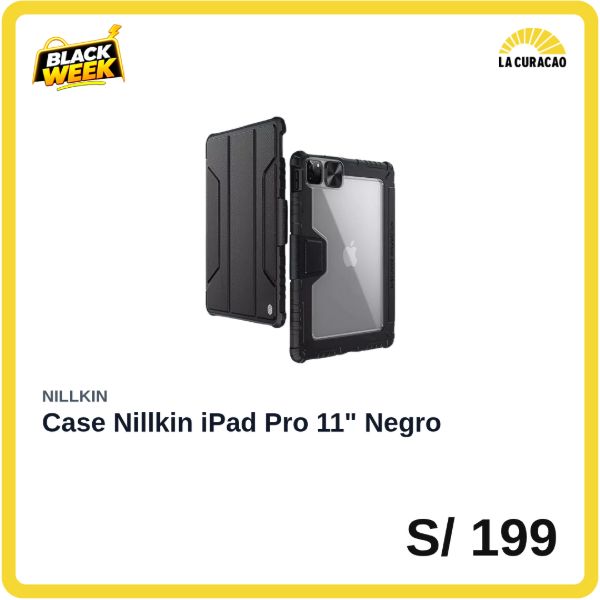 BLACK
WEEK
LA CURACAO
NILLKIN
Case Nillkin iPad Pro 11" Negro
S/ 199